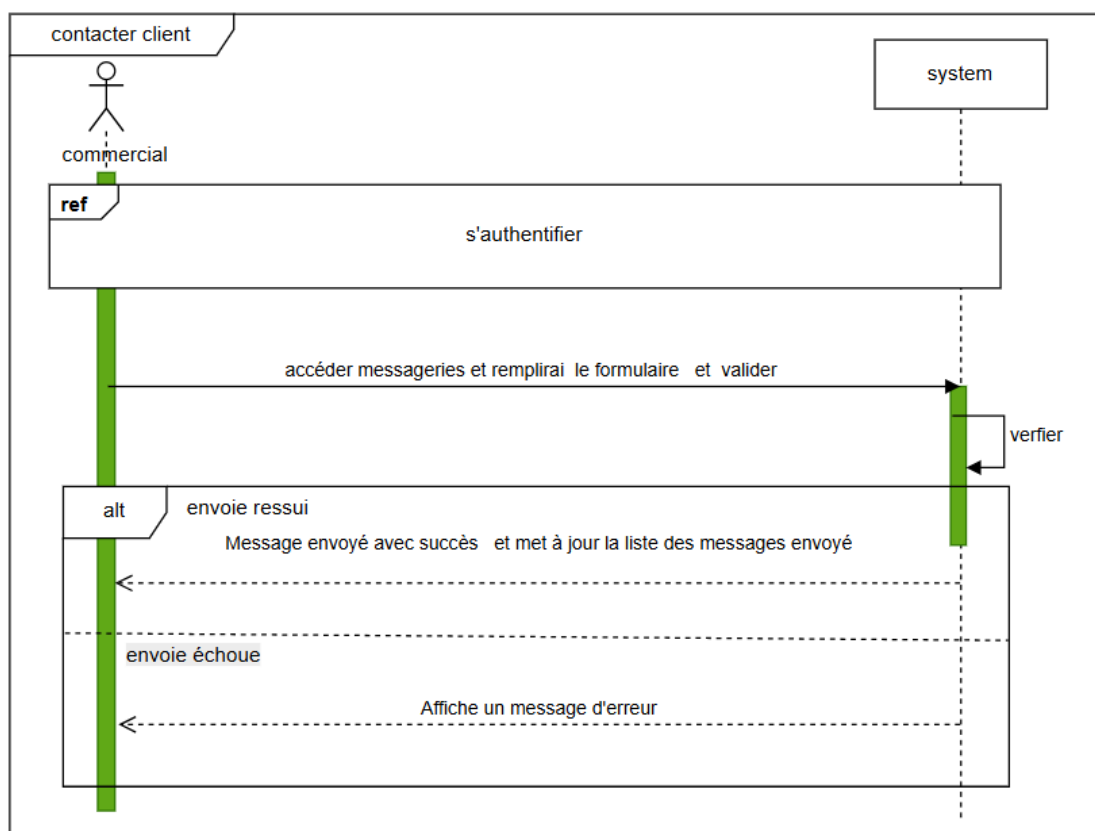 contacter client
system
commercial
ref
s'authentifier
accéder messageries et remplirai le formulaire et valider
verfier
alt
envoie ressui
Message envoyé avec succès et met à jour la liste des messages envoyé
envoie échoue
Affiche un message d'erreur